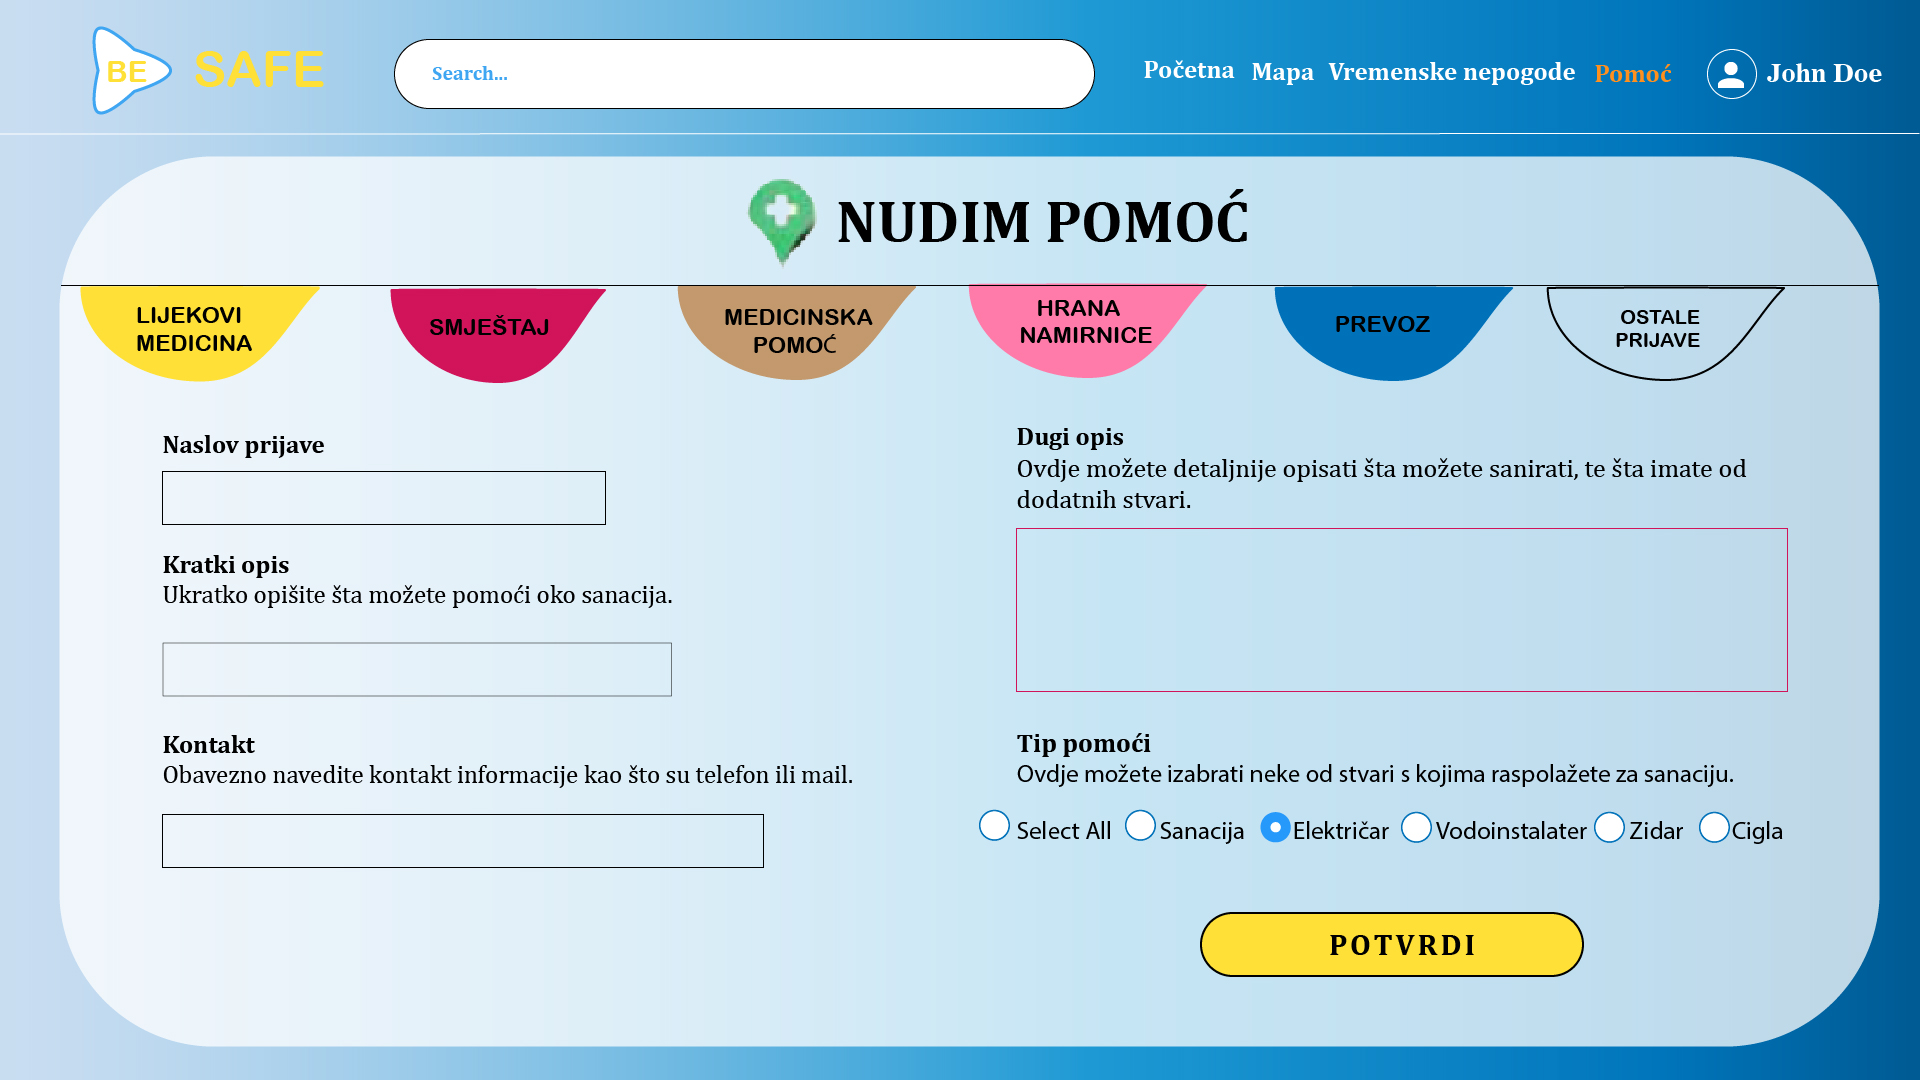 BE SAFE
Search...
Početna Mapa Vremenske nepogode Pomoć John Doe
NUDIM POMOĆ
LIJEKOVI
MEDICINA
SMJEŠTAJ
MEDICINSKA
POMOĆ
HRANA
NAMIRNICE
PREVOZ
OSTALE
PRIJAVE
Naslov prijave
Kratki opis
Ukratko opišite šta možete pomoći oko sanacija.
Kontakt
Obavezno navedite kontakt informacije kao što su telefon ili mail.
Dugi opis
Ovdje možete detaljnije opisati šta možete sanirati, te šta imate od
dodatnih stvari.
Tip pomoći
Ovdje možete izabrati neke od stvari s kojima raspolažete za sanaciju.
Select All Sanacija Električar Vodoinstalater Zidar Cigla
POTVRDI